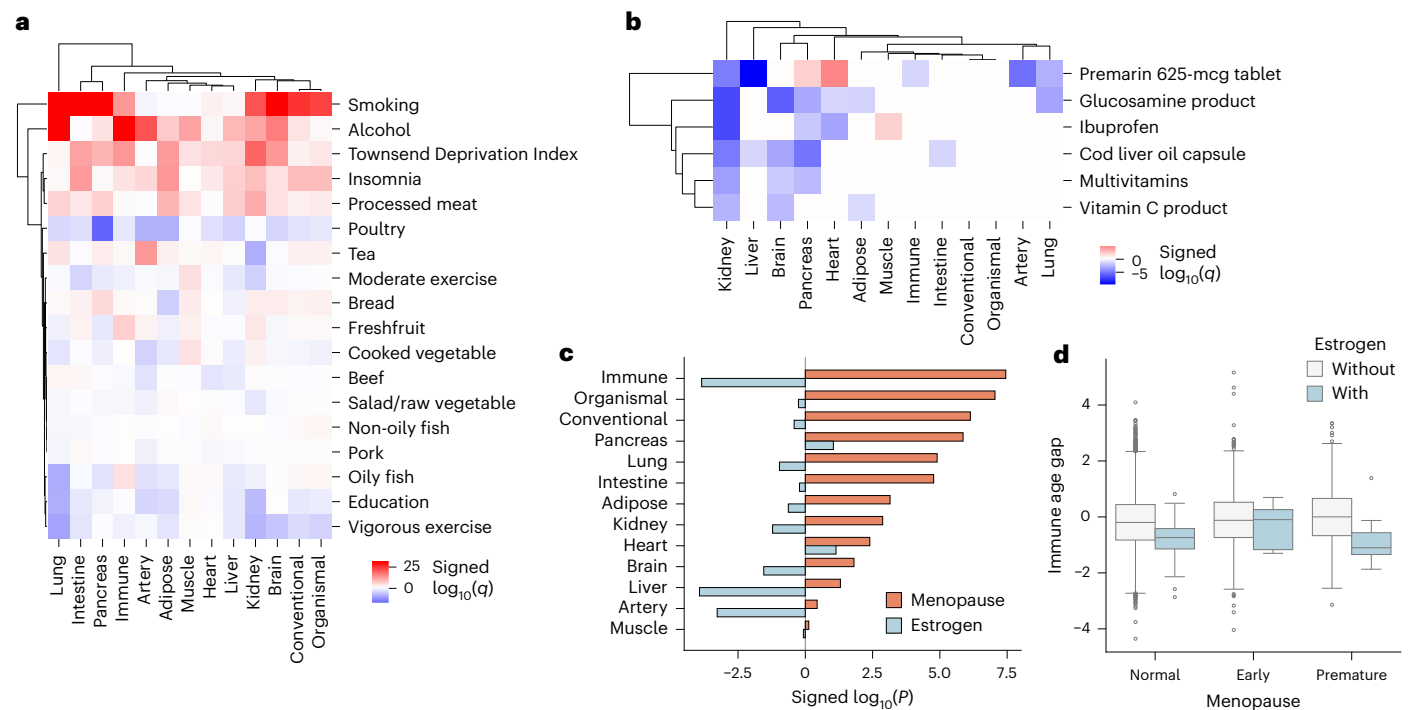 a
Smoking
Alcohol
Townsend Deprivation Index
Insomnia
Processed meat
Poultry
Tea
Moderate exercise
Bread
Freshfruit
Cooked vegetable
Beef
Salad/raw vegetable
Non-oily fish
Pork
Oily fish
Education
Vigorous exercise
Lung
Intestine
Pancreas
Immune
Artery
Adipose
Muscle
Heart
Liver
Kidney
Brain
Conventional
Organismal
25
0
Signed
log10(q)
b
Premarin 625-mcg tablet
Glucosamine product
Ibuprofen
Cod liver oil capsule
Multivitamins
Vitamin C product
Kidney
Liver
Brain
Pancreas
Heart
Adipose
Muscle
Immune
Intestine
Conventional
Organismal
Artery
Lung
0
−5
Signed
log10(q)
c
Immune
Organismal
Conventional
Pancreas
Lung
Intestine
Adipose
Kidney
Heart
Brain
Liver
Artery
Muscle
Menopause
Estrogen
−2.5 0 2.5 5.0 7.5
Signed log10(P)
d
Estrogen
Without
With
Immune age gap
4
2
0
−2
−4
Normal Early Premature
Menopause